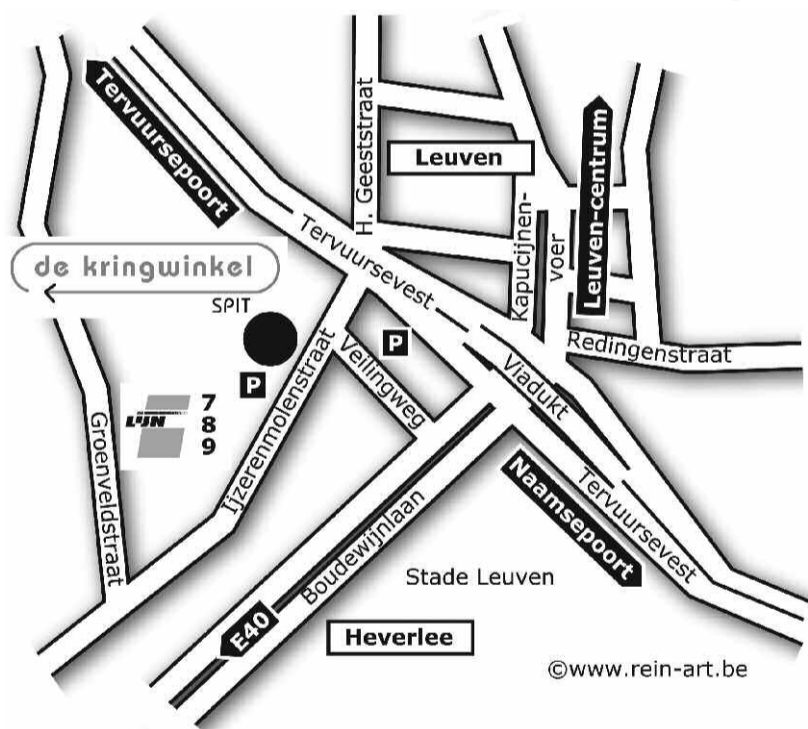 Tervuursepoort
H. Geeststraat
Leuven
Leuven-centrum
Kapucijnen-
voer
Tervuursevest
de kringwinkel
SPIT
P
P
Redingenstraat
Viadukt
Veilingweg
Ijzerenmolenstraat
LIJN
7
8
9
Groenveldstraat
Naamsepoort
Tervuursevest
Boudewijnlaan
Stade Leuven
E40
Heverlee
©www.rein-art.be